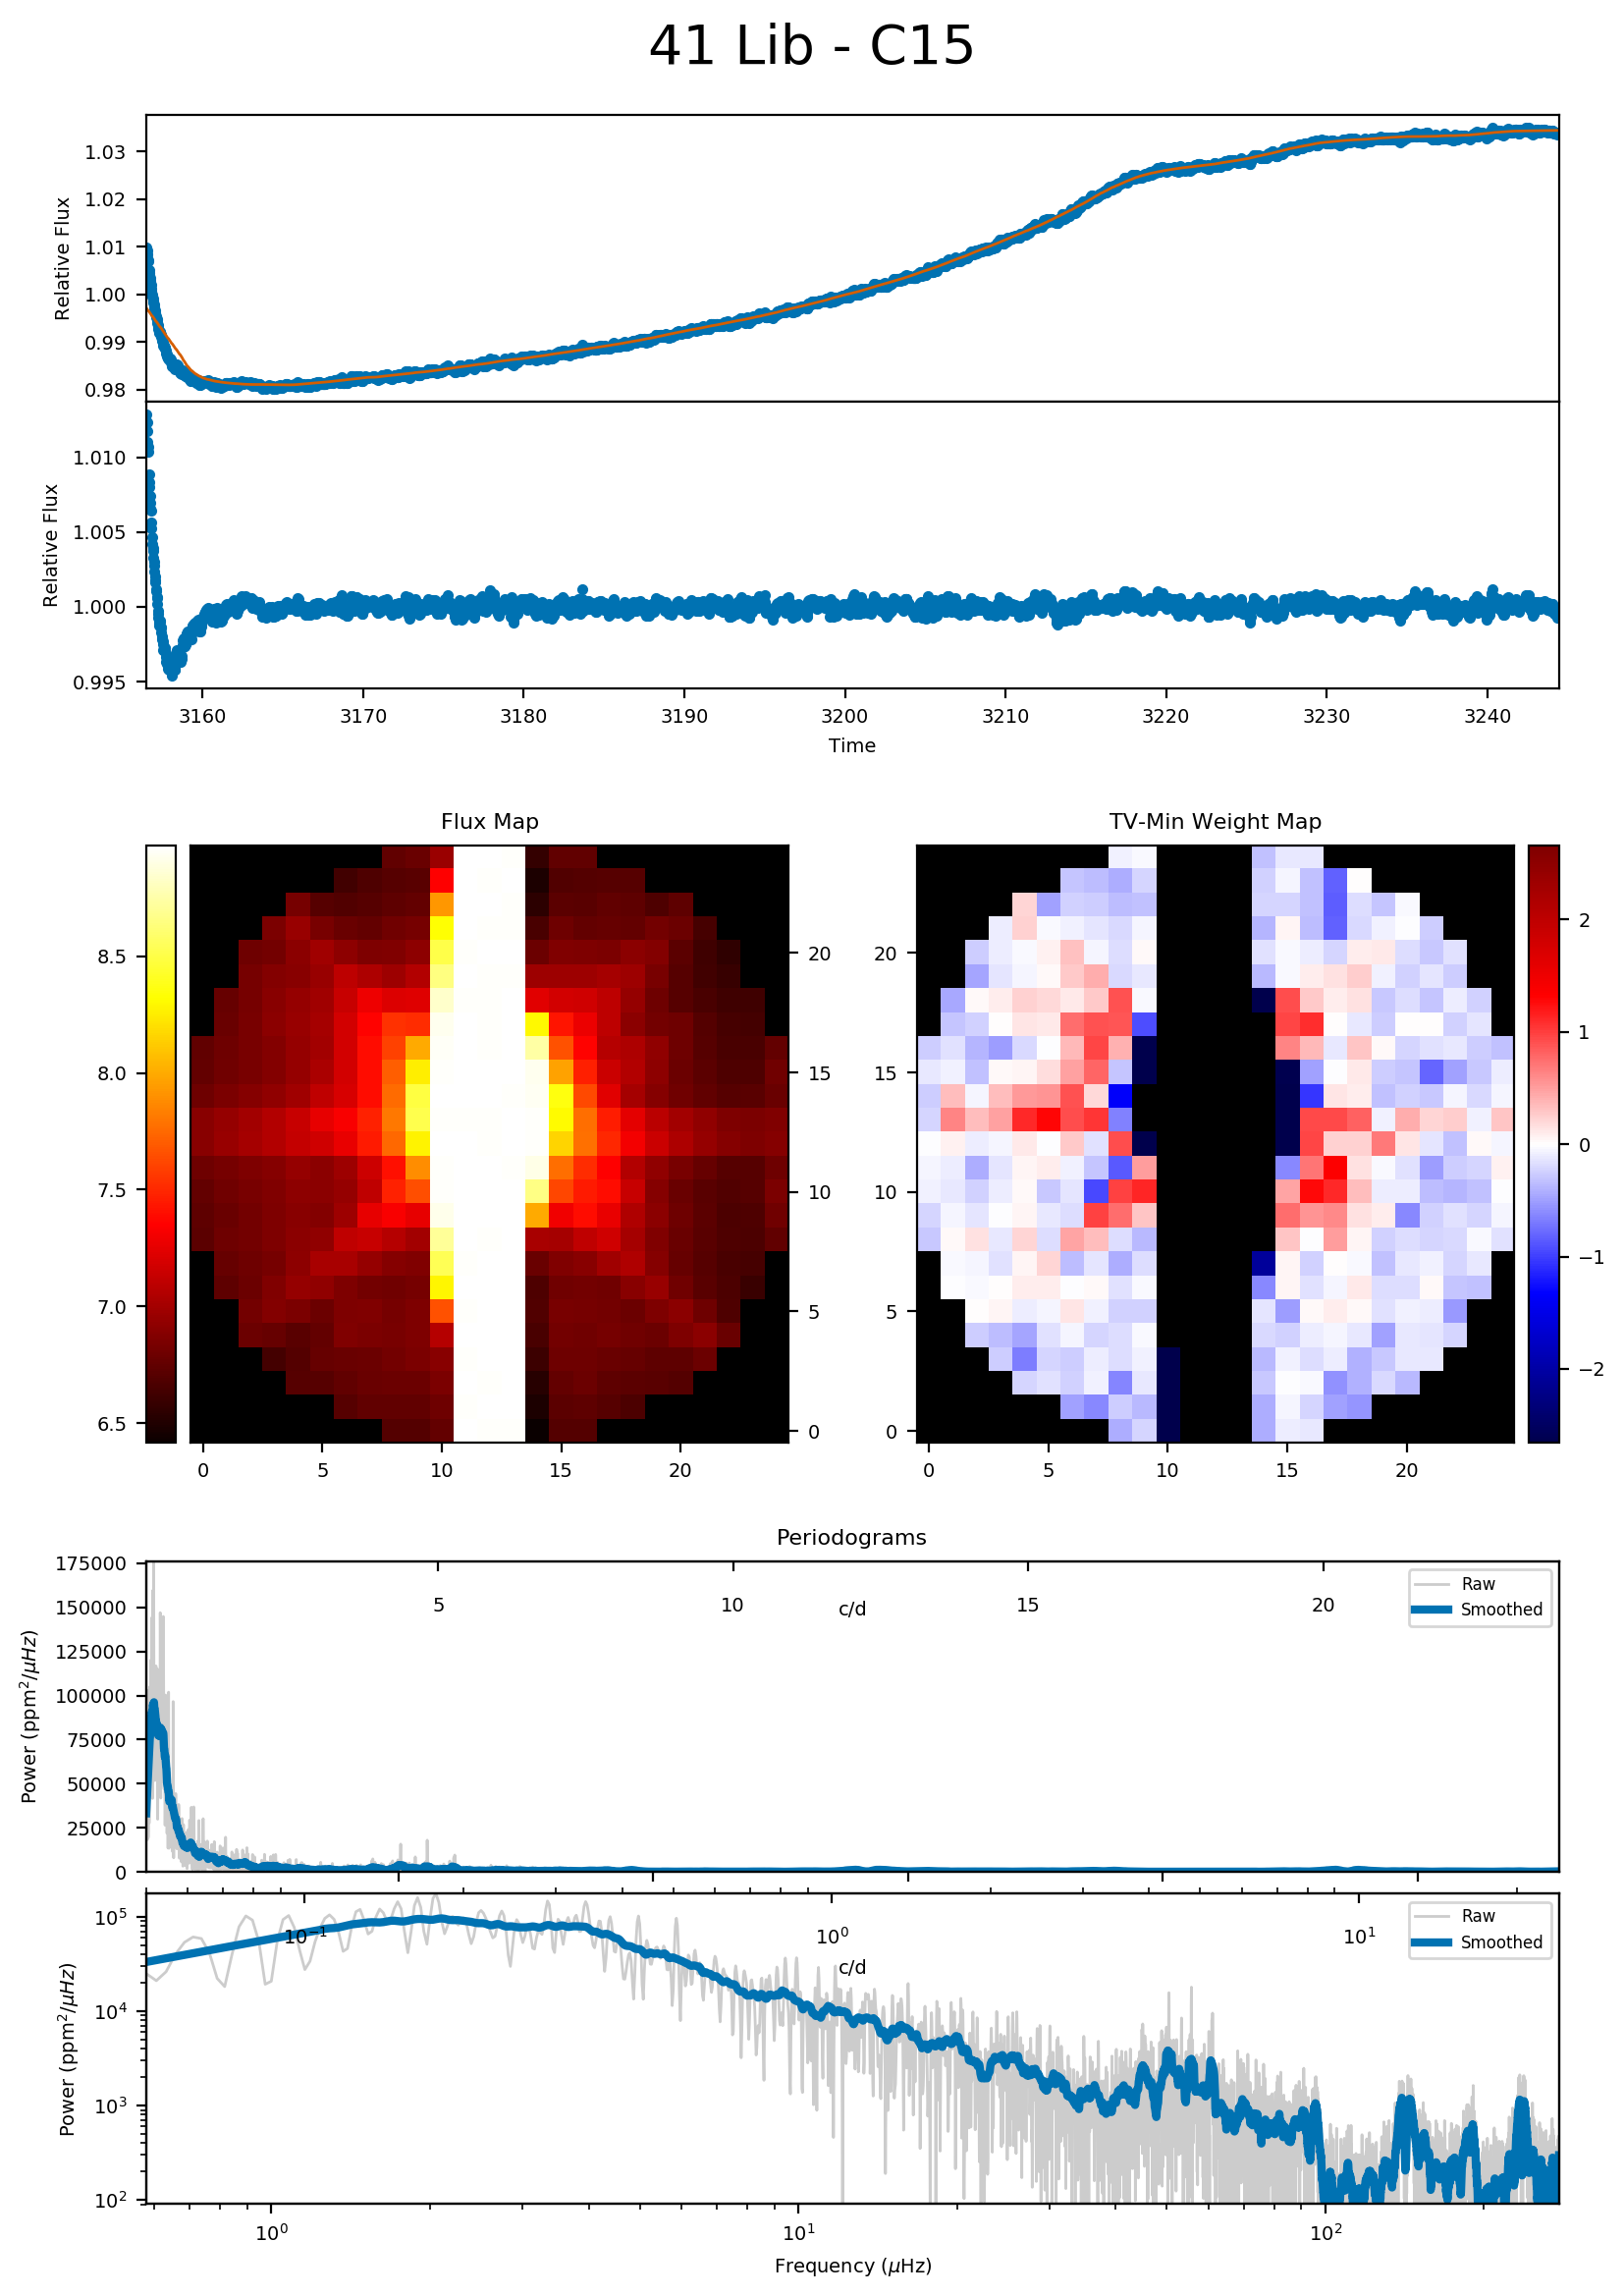 41 Lib - C15
1.03
1.02
1.01
1.00
0.99
0.98
Relative Flux
1.010
1.005
1.000
0.995
Relative Flux
3160 3170 3180 3190 3200 3210 3220 3230 3240
Time
Flux Map
8.5
8.0
7.5
7.0
6.5
20
15
10
5
0
0 5 10 15 20
TV-Min Weight Map
20
15
10
5
0
0 5 10 15 20
2
1
0
−1
−2
Periodograms
175000
150000
125000
100000
75000
50000
25000
0
Power (ppm²/μHz)
5 10 15 20
c/d
Raw
Smoothed
10⁵
10⁴
10³
10²
Power (ppm²/μHz)
10⁻¹ 10⁰ 10¹
c/d
Raw
Smoothed
10⁰ 10¹ 10²
Frequency (μHz)